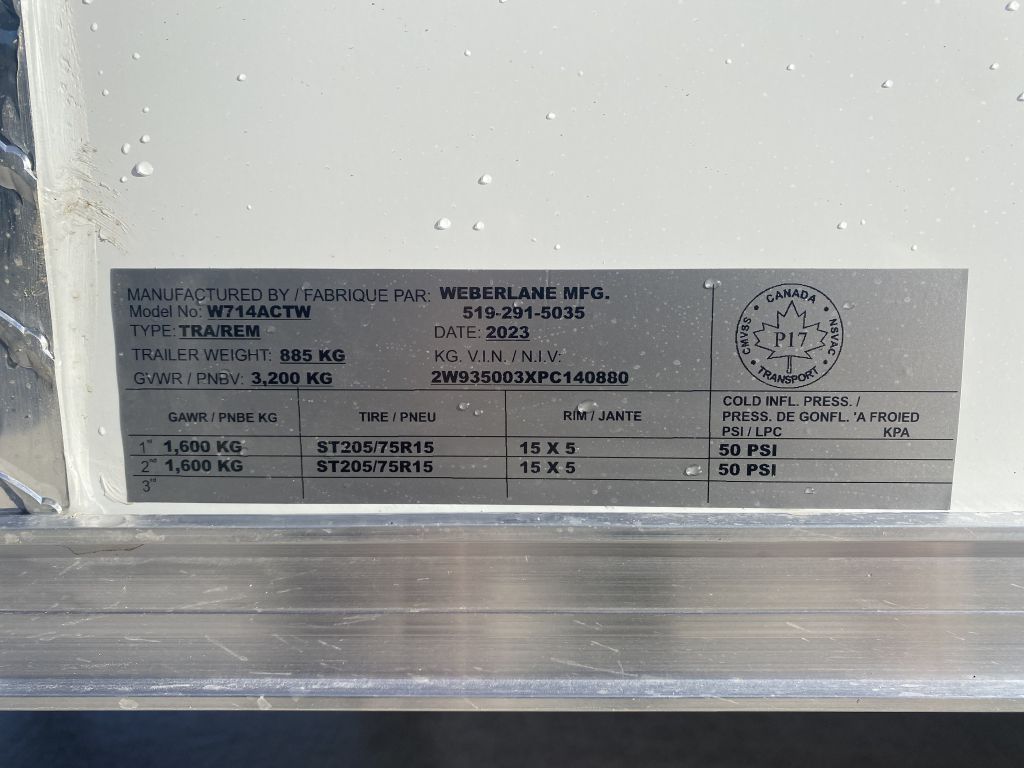 MANUFACTURED BY / FABRIQUE PAR: WEBERLANE MFG.
Model No: W714ACTW 519-291-5035
TYPE: TRA/REM DATE: 2023
TRAILER WEIGHT: 885 KG KG. V.I.N. / N.I.V:
GVWR / PNBV: 3,200 KG 2W935003XPC140880
CANADA
CMVSS P17 NSVAC
TRANSPORT
GAWR / PNBE KG TIRE / PNEU RIM / JANTE COLD INFL. PRESS. /
PRESS. DE GONFL. 'A FROIED
PSI / LPC KPA
1st 1,600 KG ST205/75R15 15 X 5 50 PSI
2nd 1,600 KG ST205/75R15 15 X 5 50 PSI
3rd